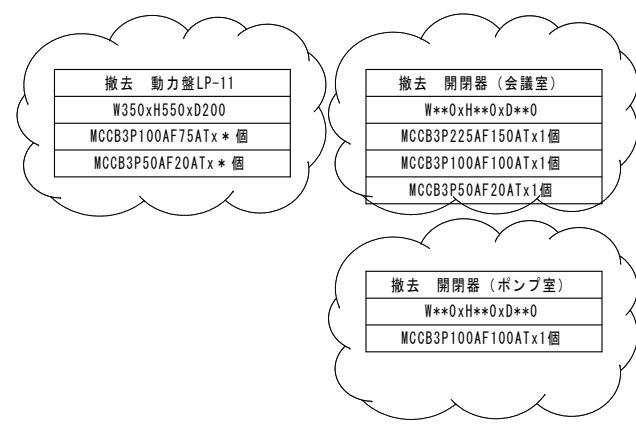 撤去　動力盤LP-11
W350xH550xD200
MCCB3P100AF75ATx＊個
MCCB3P50AF20ATx＊個
撤去　開閉器（会議室）
W**0xH**0xD**0
MCCB3P225AF150ATx1個
MCCB3P100AF100ATx1個
MCCB3P50AF20ATx1個
撤去　開閉器（ポンプ室）
W**0xH**0xD**0
MCCB3P100AF100ATx1個